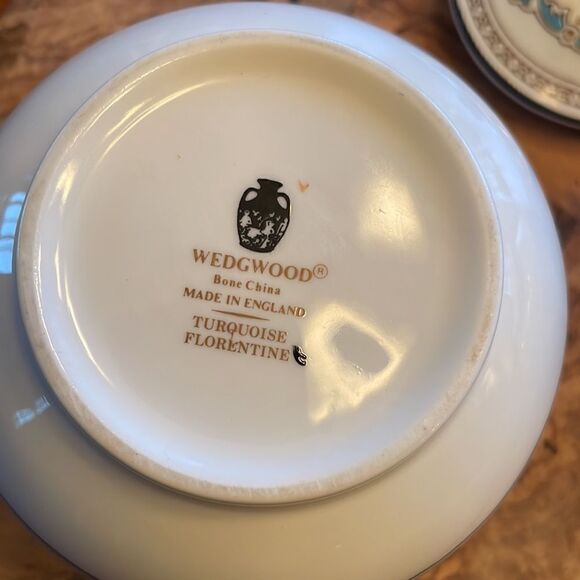 WEDGWOOD®
Bone China
MADE IN ENGLAND
TURQUOISE
FLORENTINE